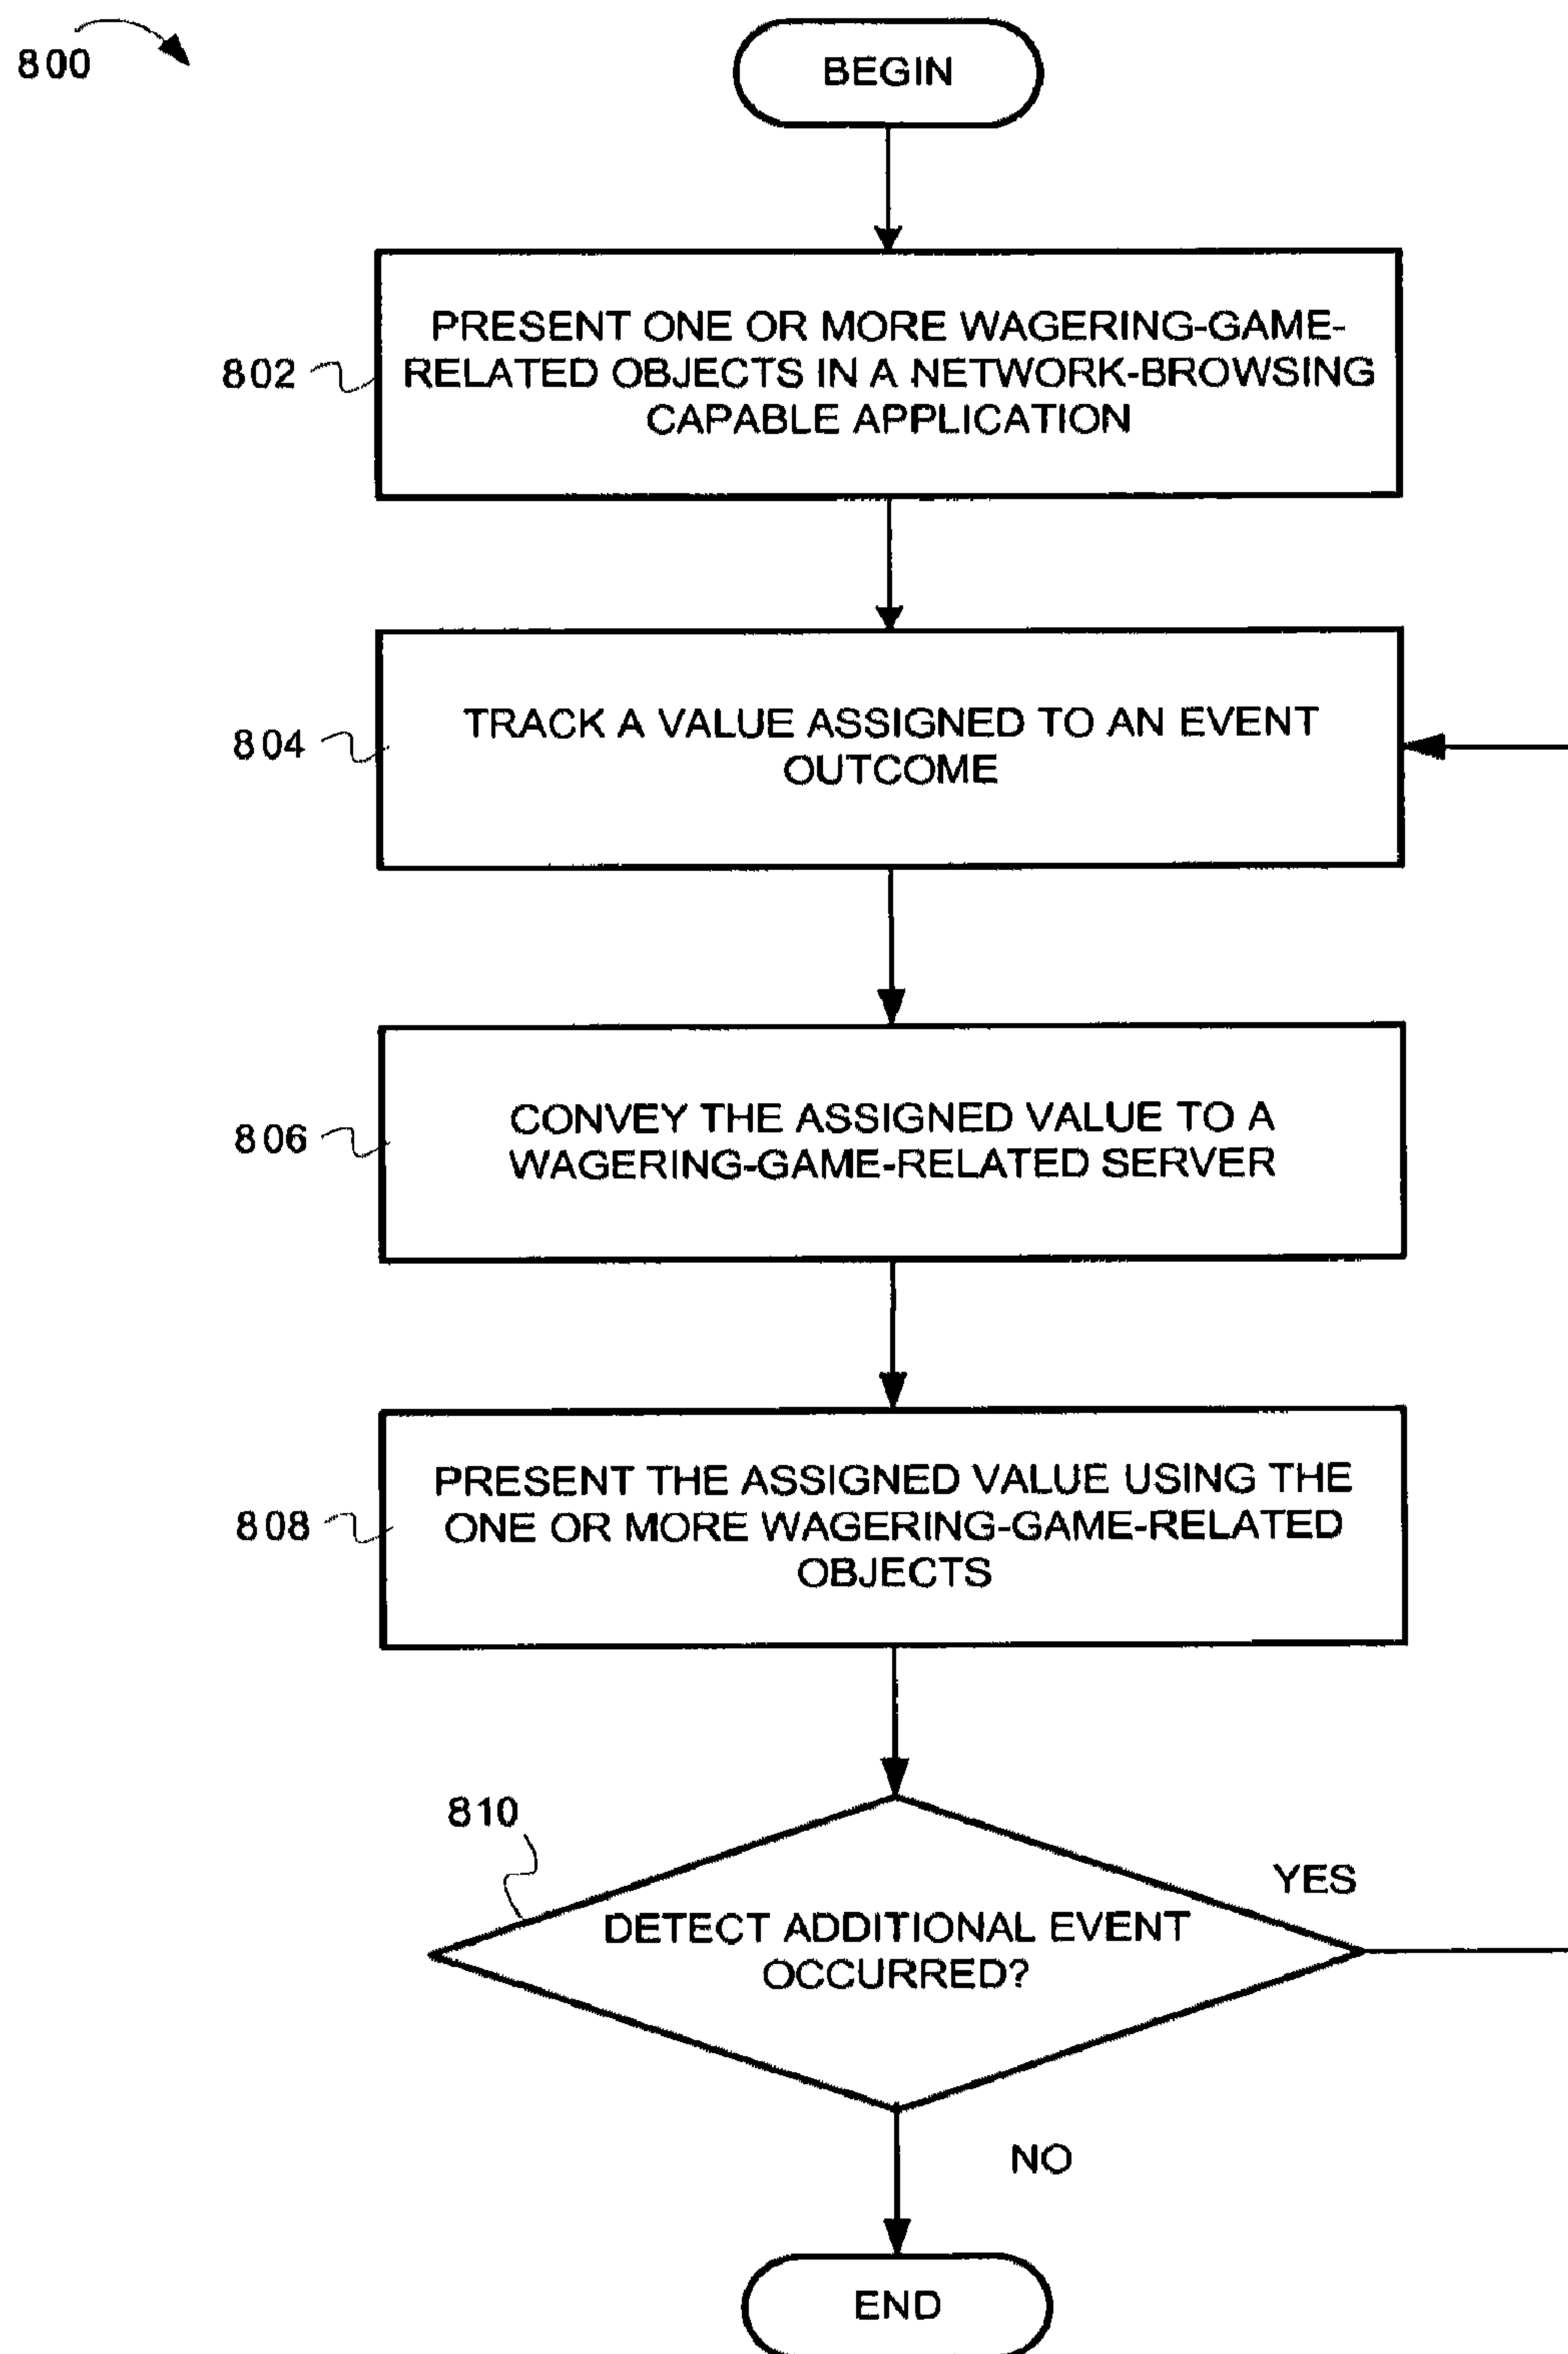 800
BEGIN
802
PRESENT ONE OR MORE WAGERING-GAME-
RELATED OBJECTS IN A NETWORK-BROWSING
CAPABLE APPLICATION
804
TRACK A VALUE ASSIGNED TO AN EVENT
OUTCOME
806
CONVEY THE ASSIGNED VALUE TO A
WAGERING-GAME-RELATED SERVER
808
PRESENT THE ASSIGNED VALUE USING THE
ONE OR MORE WAGERING-GAME-RELATED
OBJECTS
810
YES
DETECT ADDITIONAL EVENT
OCCURRED?
NO
END